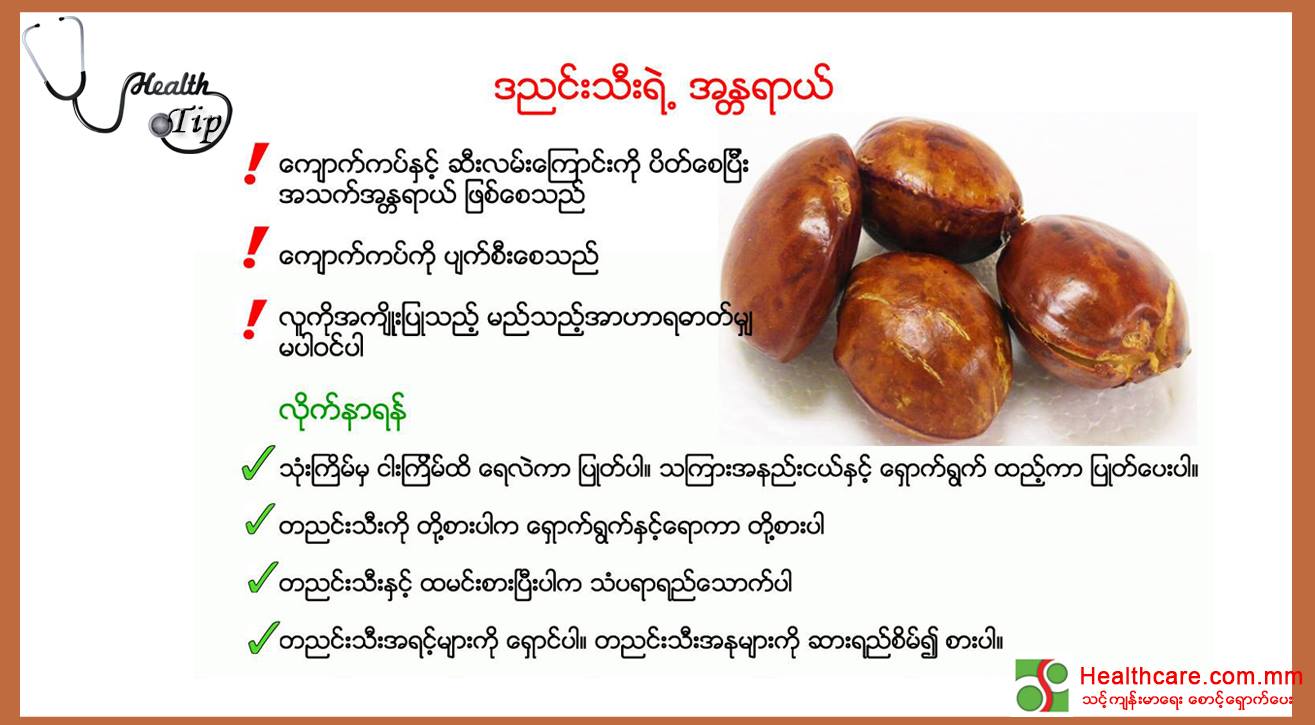 Health
Tip
ဒညင်းသီးရဲ့ အန္တရာယ်
! ကျောက်ကပ်နှင့် ဆီးလမ်းကြောင်းကို ပိတ်စေပြီး
အသက်အန္တရာယ် ဖြစ်စေသည်
! ကျောက်ကပ်ကို ပျက်စီးစေသည်
! လူကိုအကျိုးပြုသည့် မည်သည့်အာဟာရဓာတ်မျှ
မပါဝင်ပါ
လိုက်နာရန်
✓ သုံးကြိမ်မှ ငါးကြိမ်ထိ ရေလဲကာ ပြုတ်ပါ။ သကြားအနည်းငယ်နှင့် ရှောက်ရွက် ထည့်ကာ ပြုတ်ပေးပါ။
✓ တညင်းသီးကို တို့စားပါက ရှောက်ရွက်နှင့်ရောကာ တို့စားပါ
✓ တညင်းသီးနှင့် ထမင်းစားပြီးပါက သံပရာရည်သောက်ပါ
✓ တညင်းသီးအရင့်များကို ရှောင်ပါ။ တညင်းသီးအနုများကို ဆားရည်စိမ်၍ စားပါ။
Healthcare.com.mm
သင့်ကျန်းမာရေး စောင့်ရှောက်ပေး